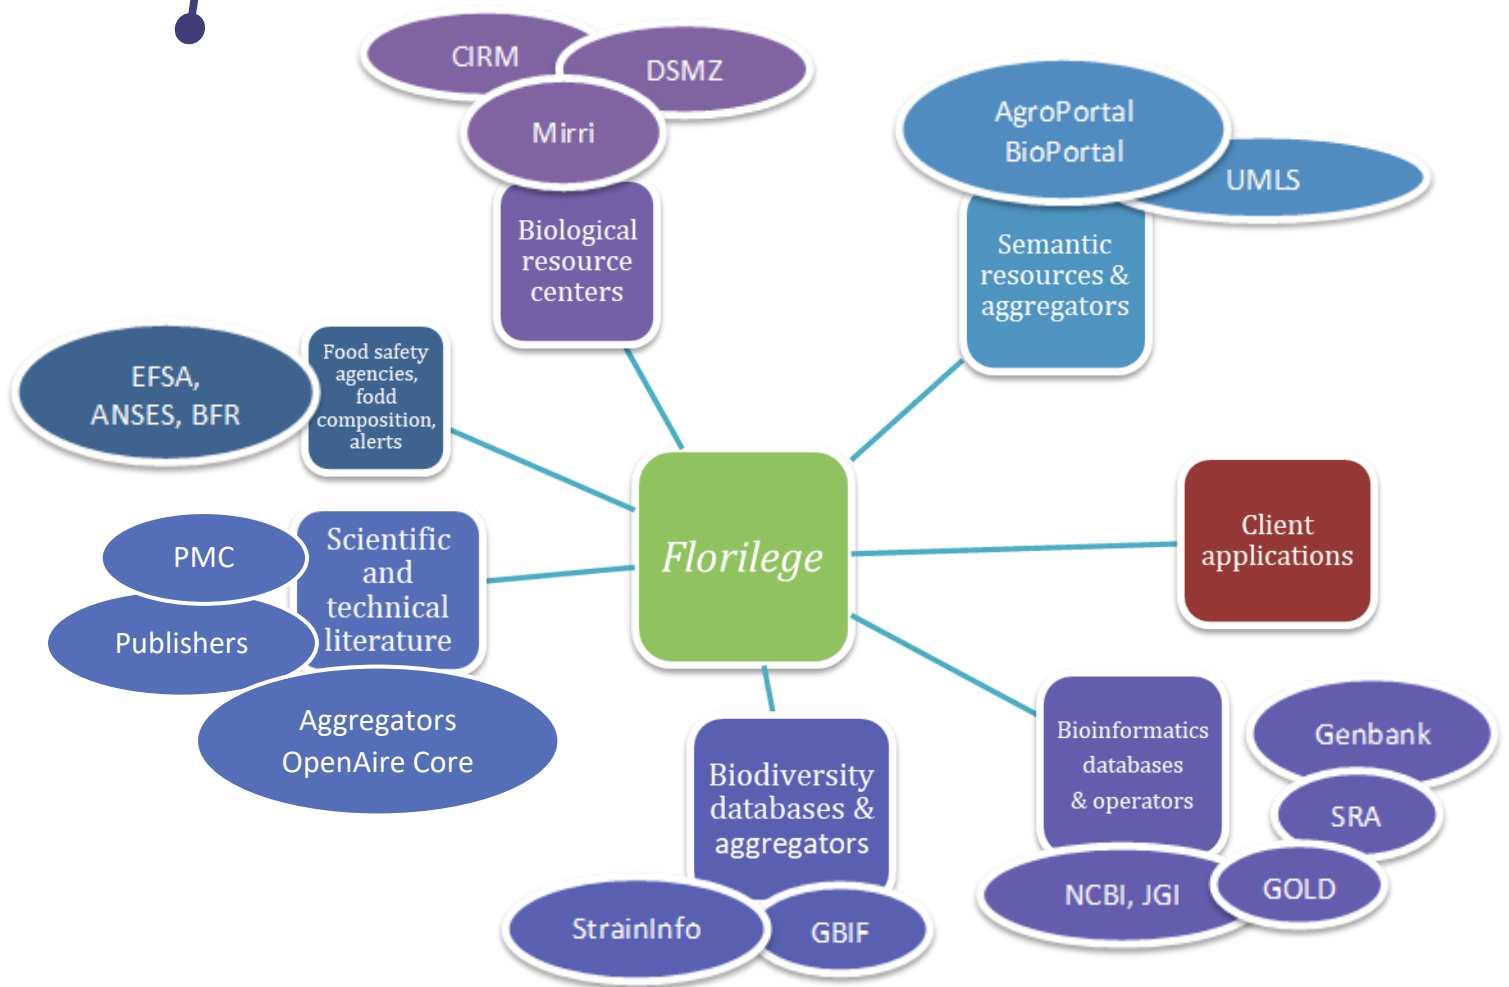 CIRM
DSMZ
Mirri
Biological
resource
centers
AgroPortal
BioPortal
UMLS
Semantic
resources &
aggregators
EFSA,
ANSES, BFR
Food safety
agencies,
fodd
composition,
alerts
Florilege
Client
applications
PMC
Publishers
Aggregators
OpenAire Core
Scientific
and
technical
literature
Biodiversity
databases &
aggregators
StrainInfo
GBIF
Bioinformatics
databases
& operators
Genbank
SRA
GOLD
NCBI, JGI